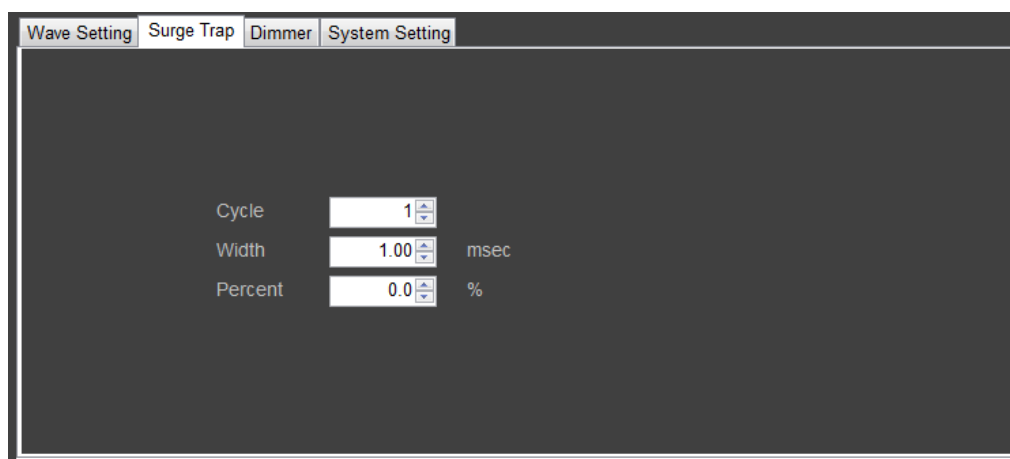 Wave Setting Surge Trap Dimmer System Setting
Cycle 1
Width 1.00 msec
Percent 0.0 %